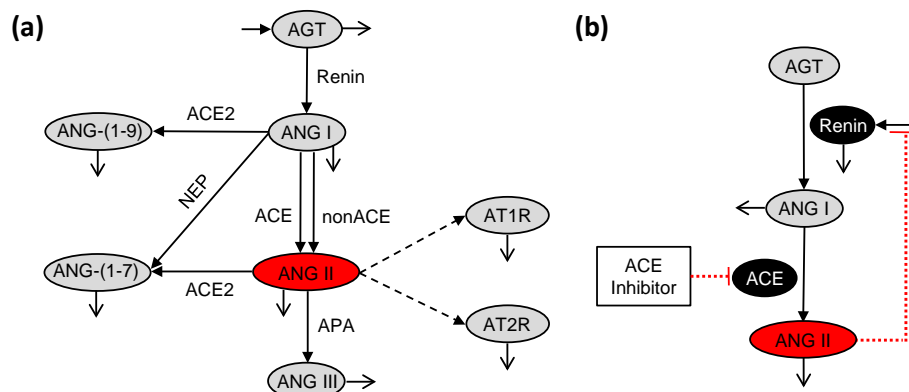 (a)
AGT
Renin
ACE2
ANG-(1-9)
ANG I
NEP
ACE
nonACE
AT1R
ANG-(1-7)
ACE2
ANG II
APA
AT2R
ANG III
(b)
AGT
Renin
ANG I
ACE
Inhibitor
ACE
ANG II